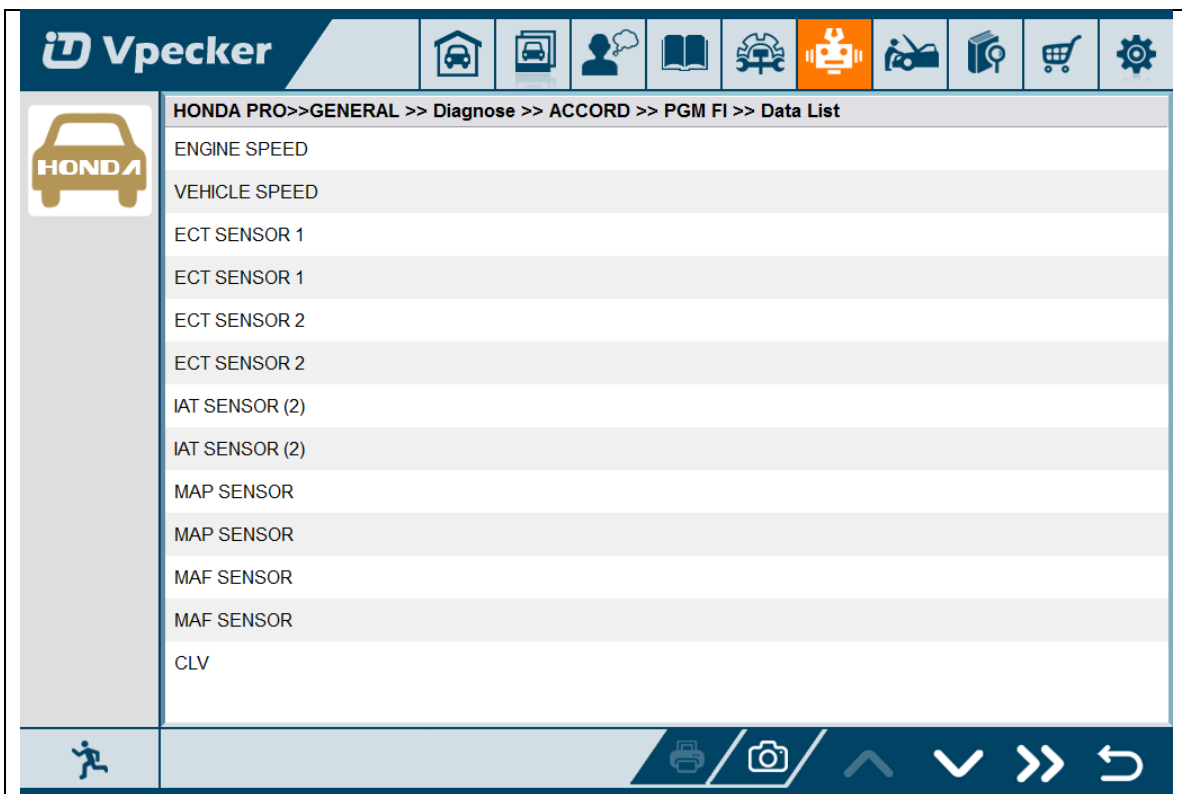 Vpecker
HONDA PRO>>GENERAL >> Diagnose >> ACCORD >> PGM FI >> Data List
HONDA
ENGINE SPEED
VEHICLE SPEED
ECT SENSOR 1
ECT SENSOR 1
ECT SENSOR 2
ECT SENSOR 2
IAT SENSOR (2)
IAT SENSOR (2)
MAP SENSOR
MAP SENSOR
MAF SENSOR
MAF SENSOR
CLV